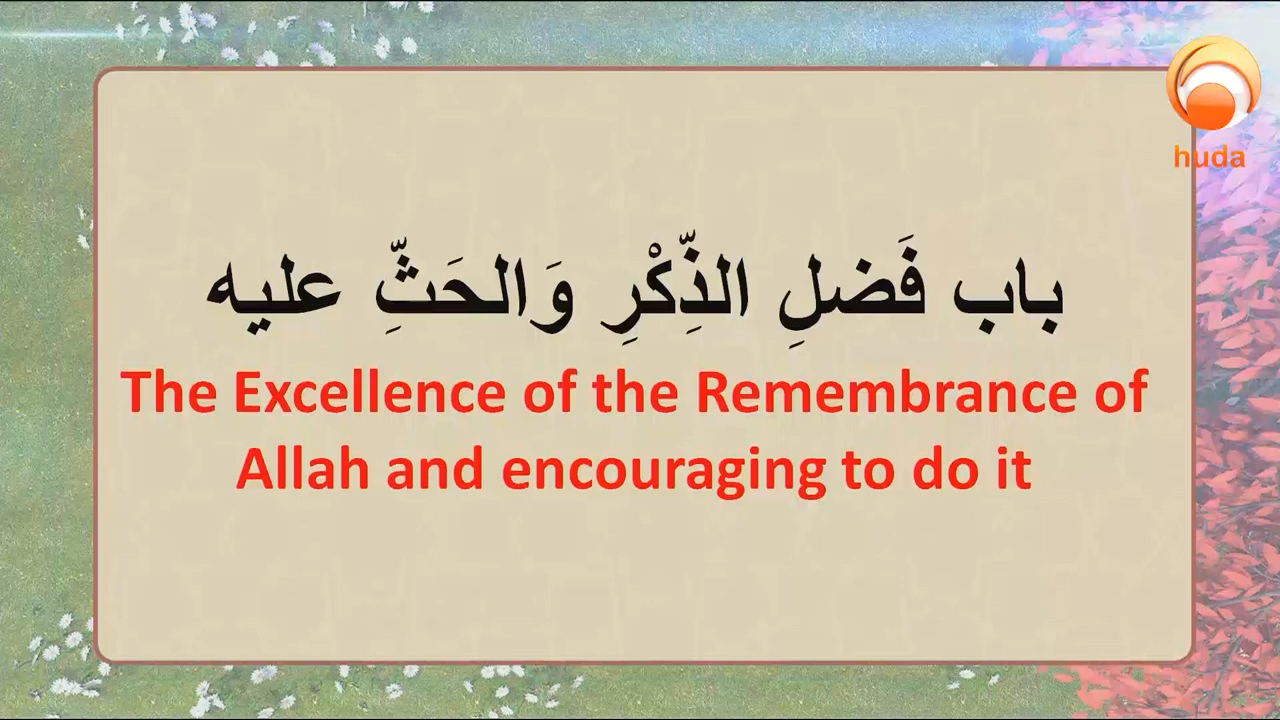 huda
باب فَضلِ الذِّكْرِ وَالحَثِّ عليه
The Excellence of the Remembrance of
Allah and encouraging to do it